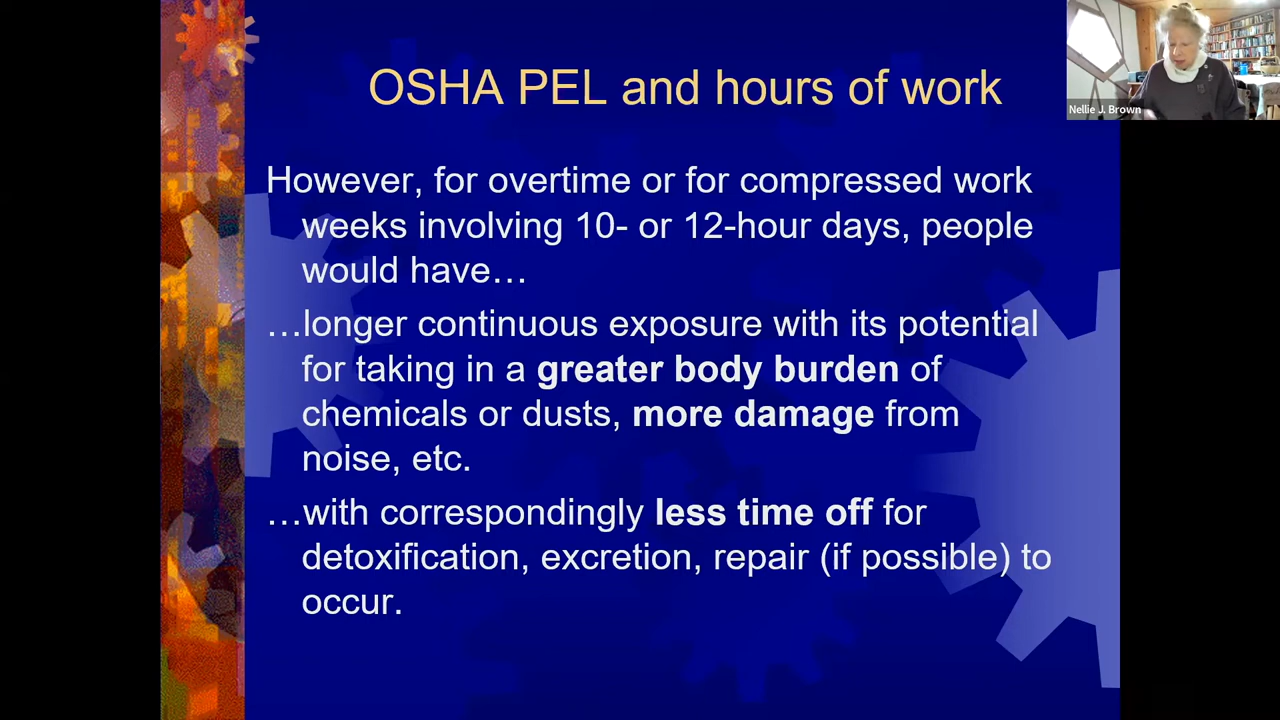 OSHA PEL and hours of work
Nellie J. Brown
However, for overtime or for compressed work
weeks involving 10- or 12-hour days, people
would have…
…longer continuous exposure with its potential
for taking in a greater body burden of
chemicals or dusts, more damage from
noise, etc.
…with correspondingly less time off for
detoxification, excretion, repair (if possible) to
occur.